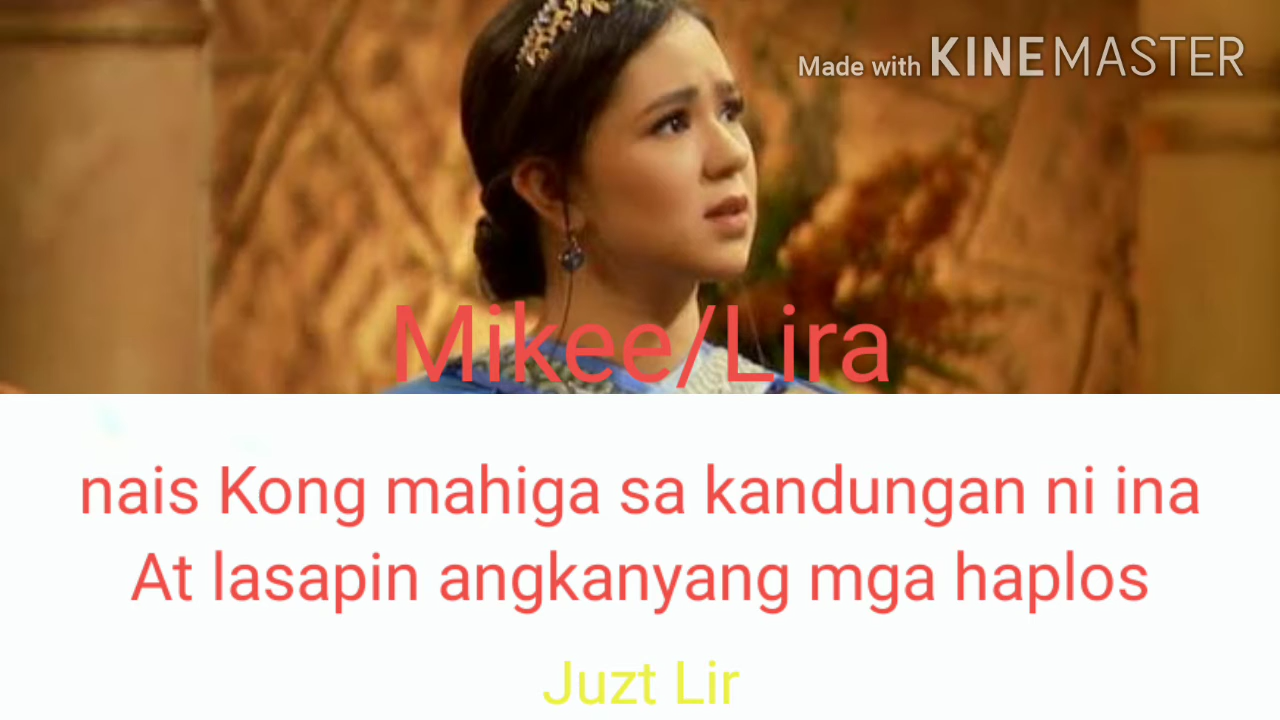 Made with KINEMASTER
Mikee/Lira
nais Kong mahiga sa kandungan ni ina
At lasapin angkanyang mga haplos
Juzt Lir